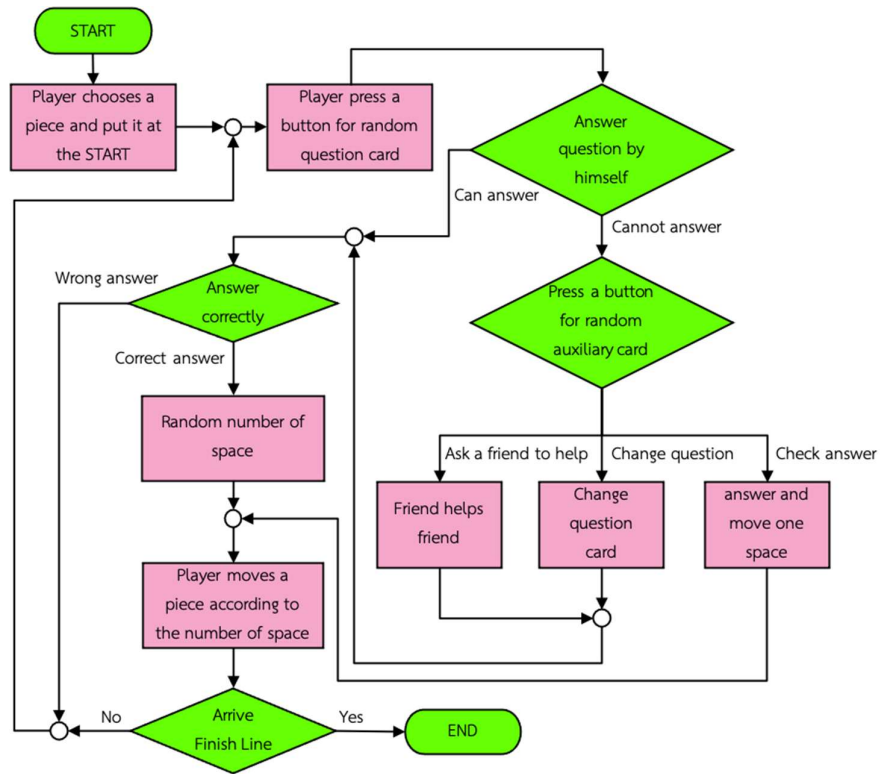 START
Player chooses a
piece and put it at
the START
Player press a
button for random
question card
Answer
question by
himself
Can answer
Cannot answer
Wrong answer
Answer
correctly
Press a button
for random
auxiliary card
Correct answer
Random number of
space
Ask a friend to help
Change question
Check answer
Friend helps
friend
Change
question
card
answer and
move one
space
Player moves a
piece according to
the number of space
No
Arrive
Finish Line
Yes
END